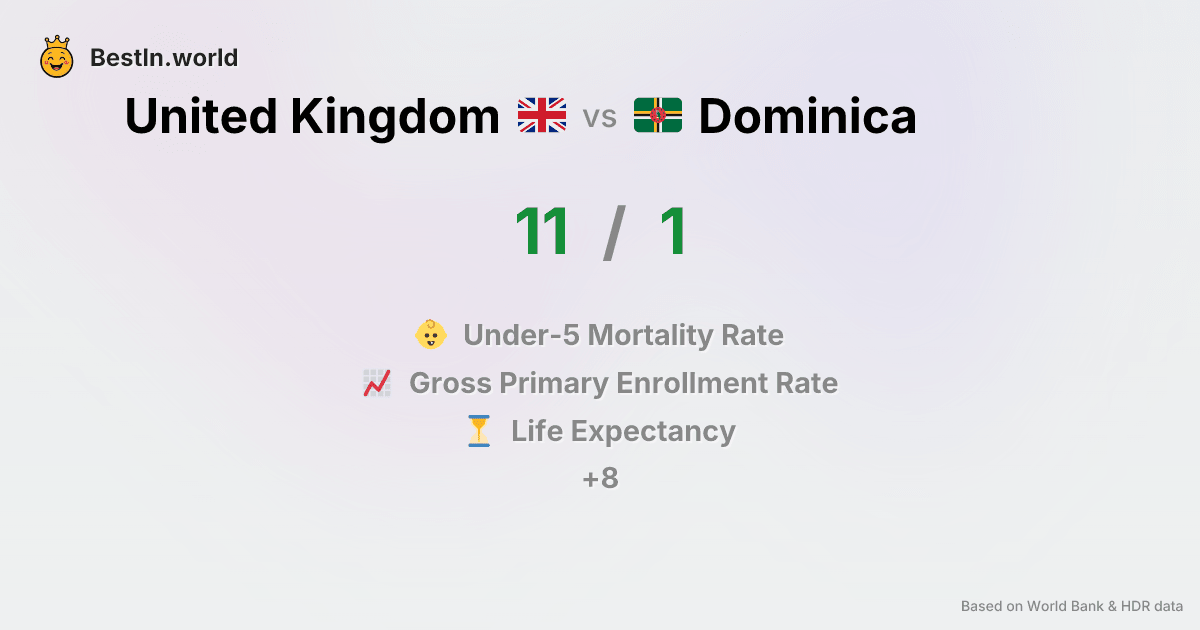 BestIn.world
United Kingdom vs Dominica
11 / 1
Under-5 Mortality Rate
Gross Primary Enrollment Rate
Life Expectancy
+8
Based on World Bank & HDR data